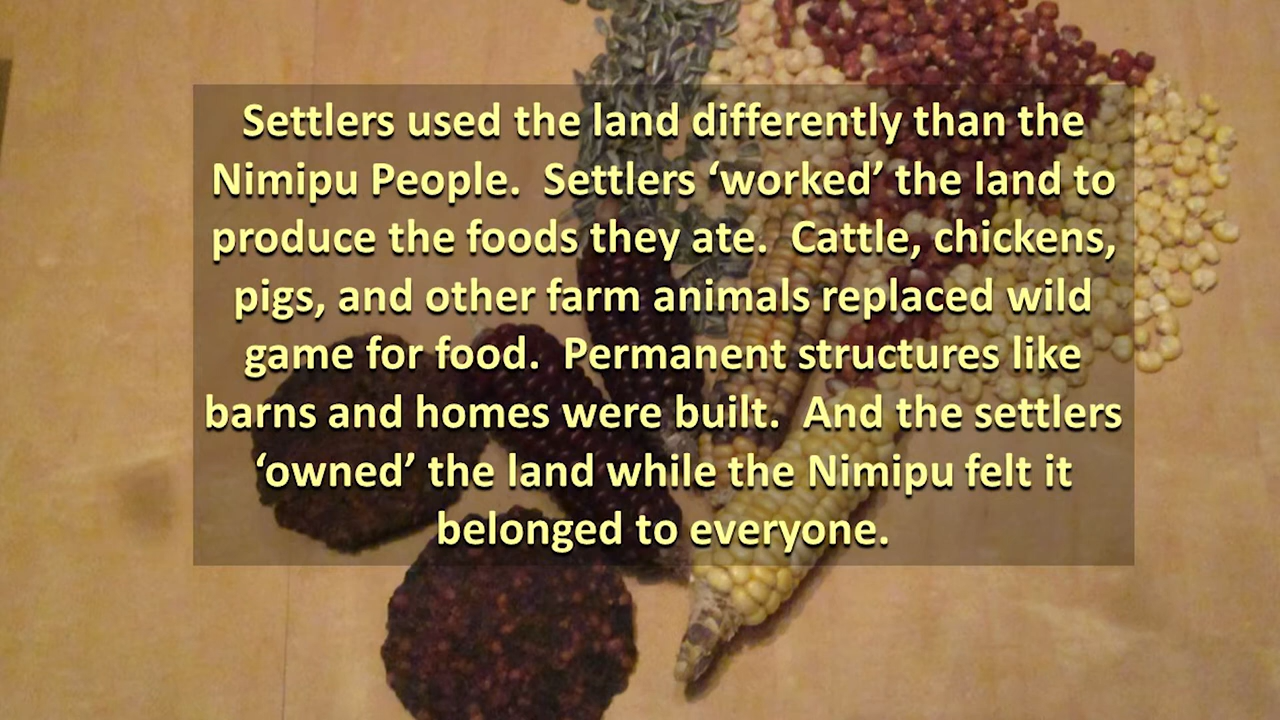 Settlers used the land differently than the
Nimipu People.  Settlers ‘worked’ the land to
produce the foods they ate.  Cattle, chickens,
pigs, and other farm animals replaced wild
game for food.  Permanent structures like
barns and homes were built.  And the settlers
‘owned’ the land while the Nimipu felt it
belonged to everyone.